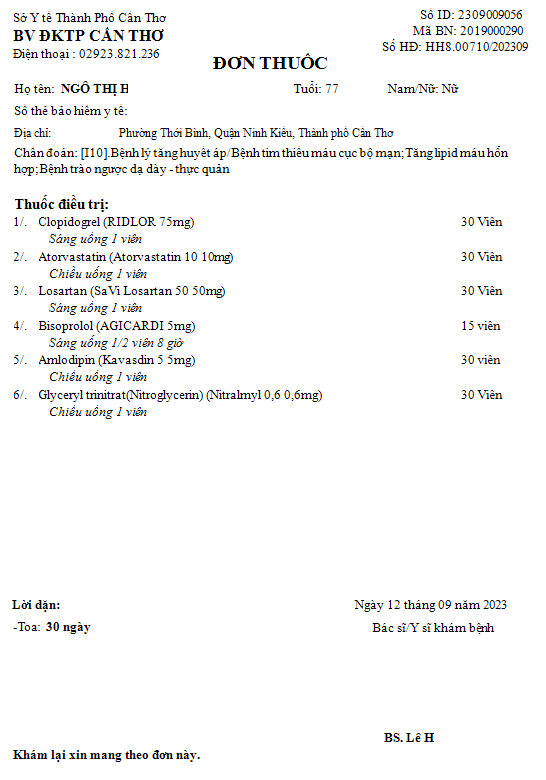 Sở Y tế Thành Phố Cần Thơ
BV ĐKTP CẦN THƠ
Điện thoại : 02923.821.236
Số ID: 2309009056
Mã BN: 2019000290
Số HĐ: HH8.00710/202309
ĐƠN THUỐC
Họ tên: NGÔ THỊ H
Tuổi: 77
Nam/Nữ: Nữ
Số thẻ bảo hiểm y tế:
Địa chỉ: Phường Thới Bình, Quận Ninh Kiều, Thành phố Cần Thơ
Chẩn đoán: [I10].Bệnh lý tăng huyết áp/Bệnh tim thiếu máu cục bộ mạn;Tăng lipid máu hổn
hợp;Bệnh trào ngược dạ dày - thực quản
Thuốc điều trị:
1/. Clopidogrel (RIDLOR 75mg) 30 Viên
Sáng uống 1 viên
2/. Atorvastatin (Atorvastatin 10 10mg) 30 Viên
Chiều uống 1 viên
3/. Losartan (SaVi Losartan 50 50mg) 30 Viên
Sáng uống 1 viên
4/. Bisoprolol (AGICARDI 5mg) 15 viên
Sáng uống 1/2 viên 8 giờ
5/. Amlodipin (Kavasdin 5 5mg) 30 viên
Chiều uống 1 viên
6/. Glyceryl trinitrat(Nitroglycerin) (Nitralmyl 0,6 0,6mg) 30 Viên
Chiều uống 1 viên
Lời dặn:
Ngày 12 tháng 09 năm 2023
-Toa: 30 ngày
Bác sĩ/Y sĩ khám bệnh
BS. Lê H
Khám lại xin mang theo đơn này.